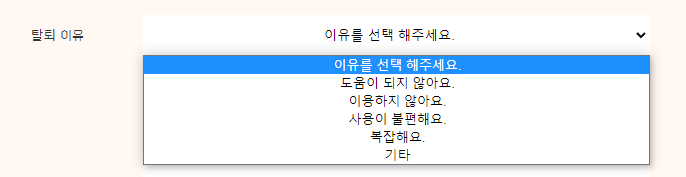 탈퇴 이유
이유를 선택 해주세요.
이유를 선택 해주세요.
도움이 되지 않아요.
이용하지 않아요.
사용이 불편해요.
복잡해요.
기타